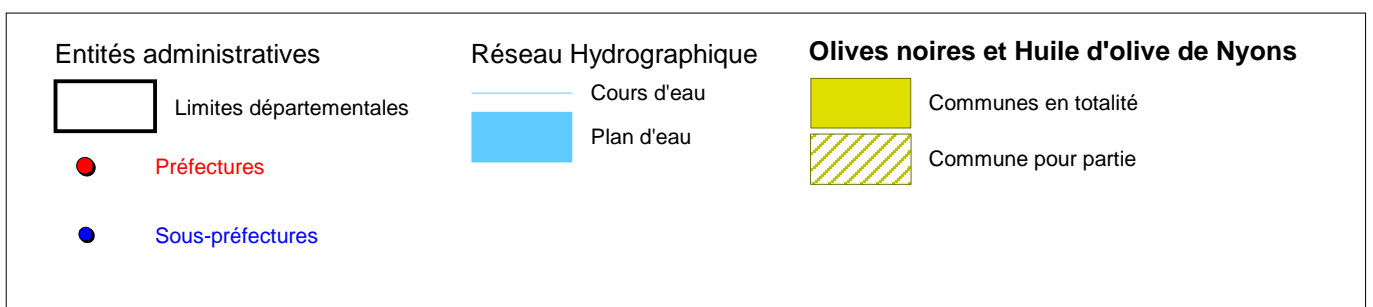 Entités administratives
Limites départementales
Préfectures
Sous-préfectures
Réseau Hydrographique
Cours d'eau
Plan d'eau
Olives noires et Huile d'olive de Nyons
Communes en totalité
Commune pour partie